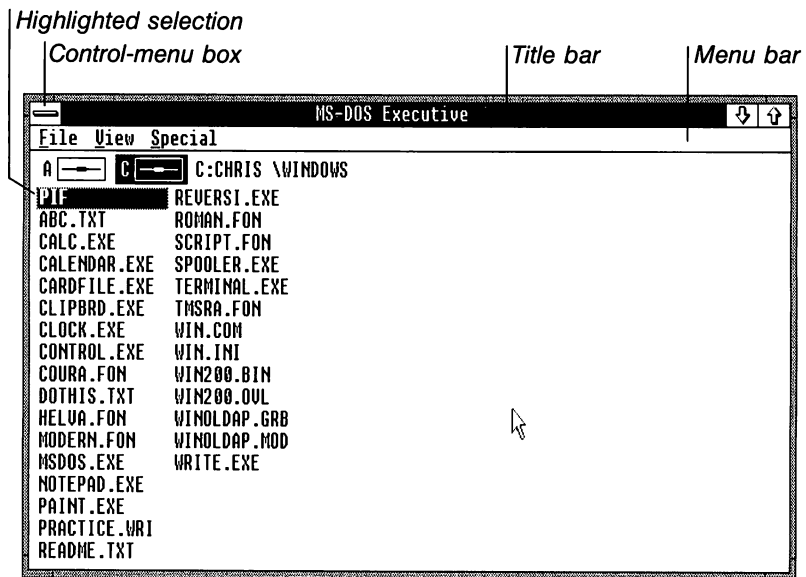 Highlighted selection
Control-menu box
Title bar
Menu bar
MS-DOS Executive
File View Special
A C C:CHRIS \WINDOWS
PIF REVERSI.EXE
ABC.TXT ROMAN.FON
CALC.EXE SCRIPT.FON
CALENDAR.EXE SPOOLER.EXE
CARDFILE.EXE TERMINAL.EXE
CLIPBRD.EXE TMSRA.FON
CLOCK.EXE WIN.COM
CONTROL.EXE WIN.INI
COURA.FON WIN200.BIN
DOTHIS.TXT WIN200.OVL
HELVA.FON WINOLDAP.GRB
MODERN.FON WINOLDAP.MOD
MSDOS.EXE WRITE.EXE
NOTEPAD.EXE
PAINT.EXE
PRACTICE.WRI
README.TXT